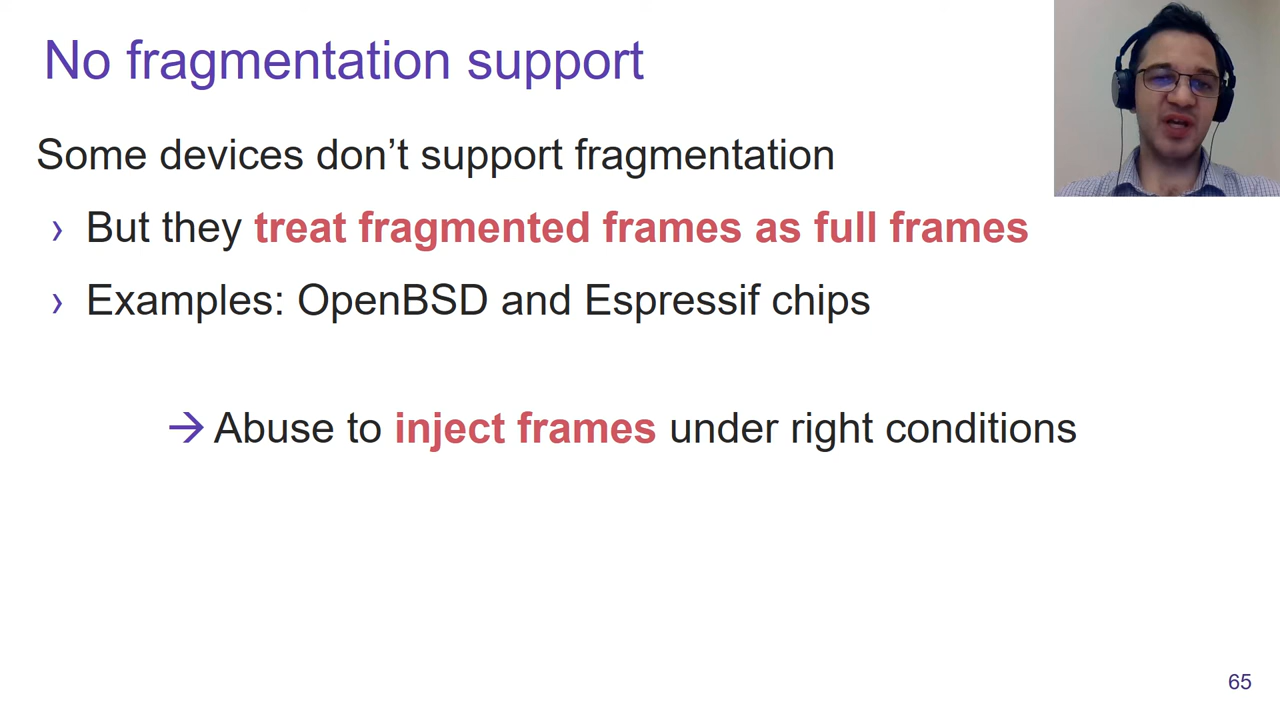 No fragmentation support
Some devices don’t support fragmentation
› But they treat fragmented frames as full frames
› Examples: OpenBSD and Espressif chips
→ Abuse to inject frames under right conditions
65